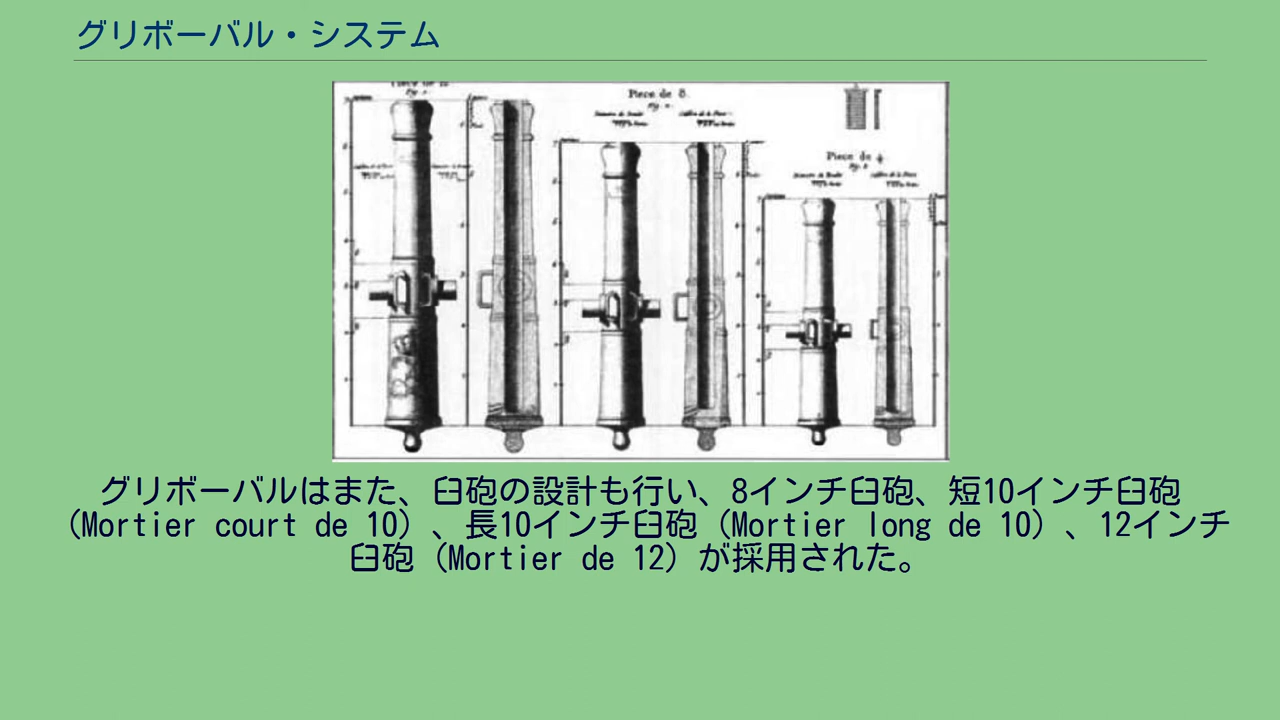 グリボーバル・システム
Piece de 8.
Fig. 2.
Piece de 4
グリボーバルはまた、臼砲の設計も行い、8インチ臼砲、短10インチ臼砲
(Mortier court de 10) 、長10インチ臼砲 (Mortier long de 10) 、12インチ
臼砲 (Mortier de 12) が採用された。